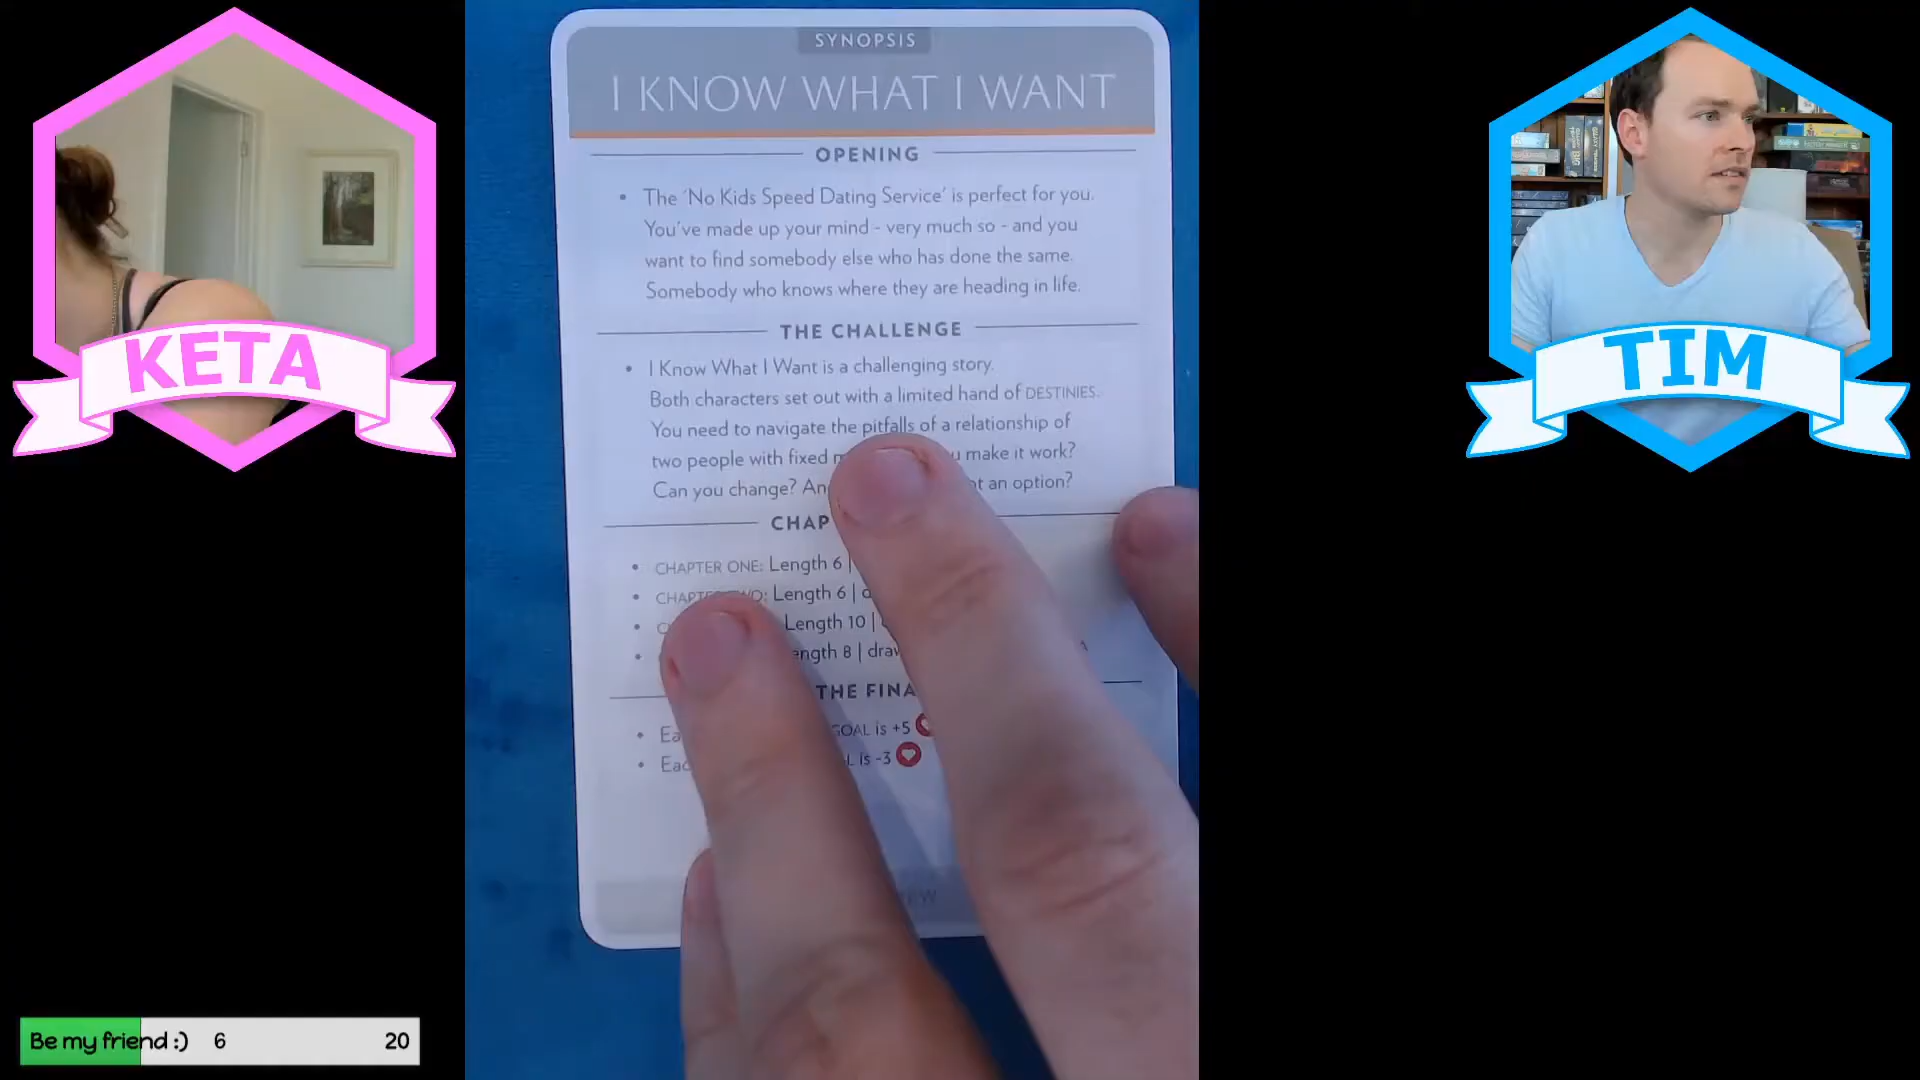 SYNOPSIS
I KNOW WHAT I WANT
OPENING
• The 'No Kids Speed Dating Service' is perfect for you.
You've made up your mind - very much so - and you
want to find somebody else who has done the same.
Somebody who knows where they are heading in life.
THE CHALLENGE
• I Know What I Want is a challenging story.
Both characters set out with a limited hand of DESTINIES.
You need to navigate the pitfalls of a relationship of
two people with fixed make it work?
Can you change? an option?
• CHAPTER ONE: Length 6 |
• CHAPTER TWO: Length 6 |
• Length 10 |
• 8 |
THE
• GOAL is +5
• is -3
KETA
TIM
Be my friend :) 6 20